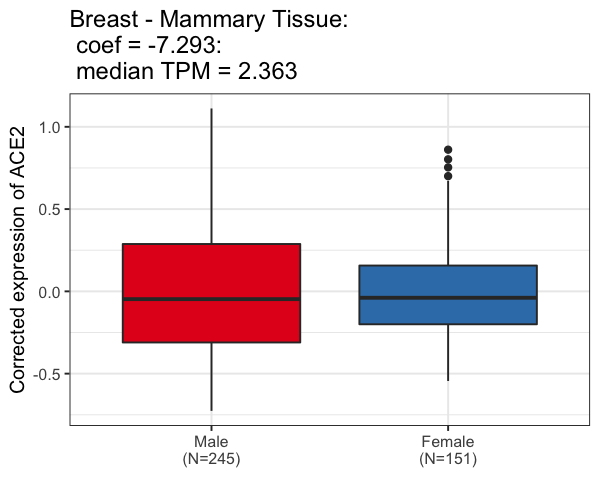 Breast - Mammary Tissue:
coef = -7.293:
median TPM = 2.363
Corrected expression of ACE2
1.0
0.5
0.0
-0.5
Male
(N=245)
Female
(N=151)